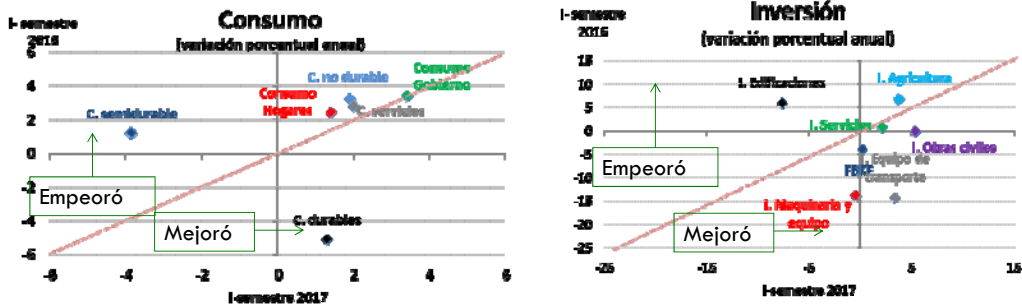 Consumo
(variación porcentual anual)
I- semestre
2016
6
4
2
0
-2
-4
-6
C. semidurable
C. no durable
Consumo
Gobierno
Consumo
Hogares
C. servicios
C. durables
Empeoró
Mejoró
-6
-4
-2
0
2
4
6
I-semestre 2017
Inversión
(variación porcentual anual)
I- semestre
2016
15
10
5
0
-5
-10
-15
-20
-25
I. Edificaciones
I. Agricultura
I. Servicios
I. Obras civiles
I. Equipo de
transporte
FBKF
I. Maquinaria y
equipo
Empeoró
Mejoró
-25
-15
-5
5
15
I-semestre 2017